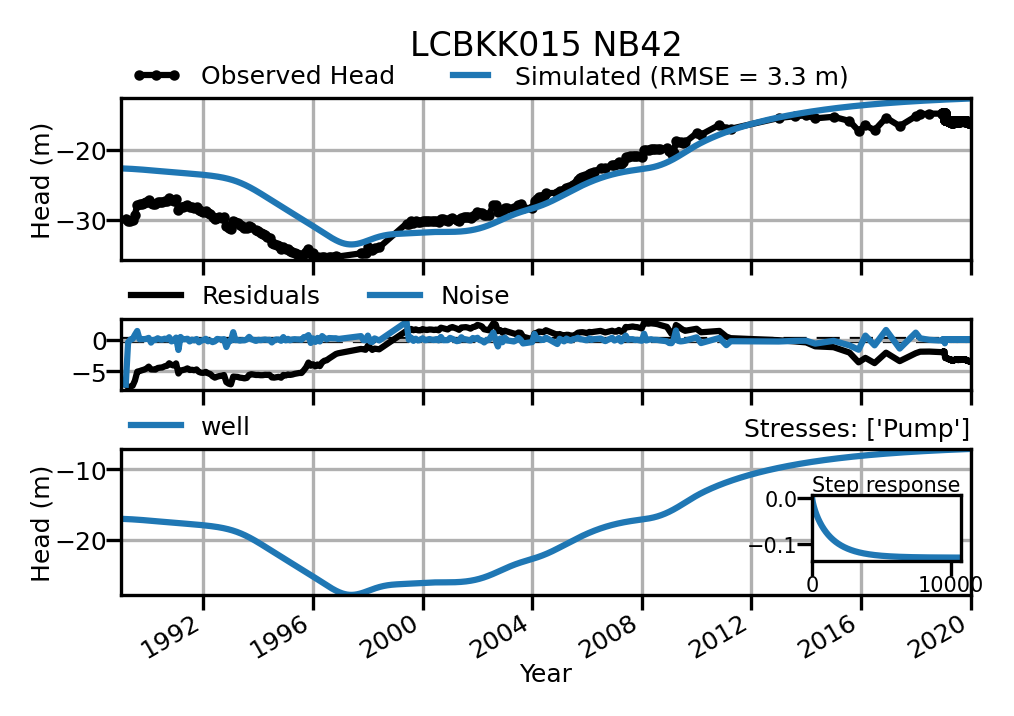 LCBKK015 NB42
Observed Head Simulated (RMSE = 3.3 m)
Head (m)
−20
−30
Residuals Noise
0
−5
well Stresses: ['Pump']
Head (m)
−10
−20
Step response
0.0
−0.1
0 10000
1992 1996 2000 2004 2008 2012 2016 2020
Year